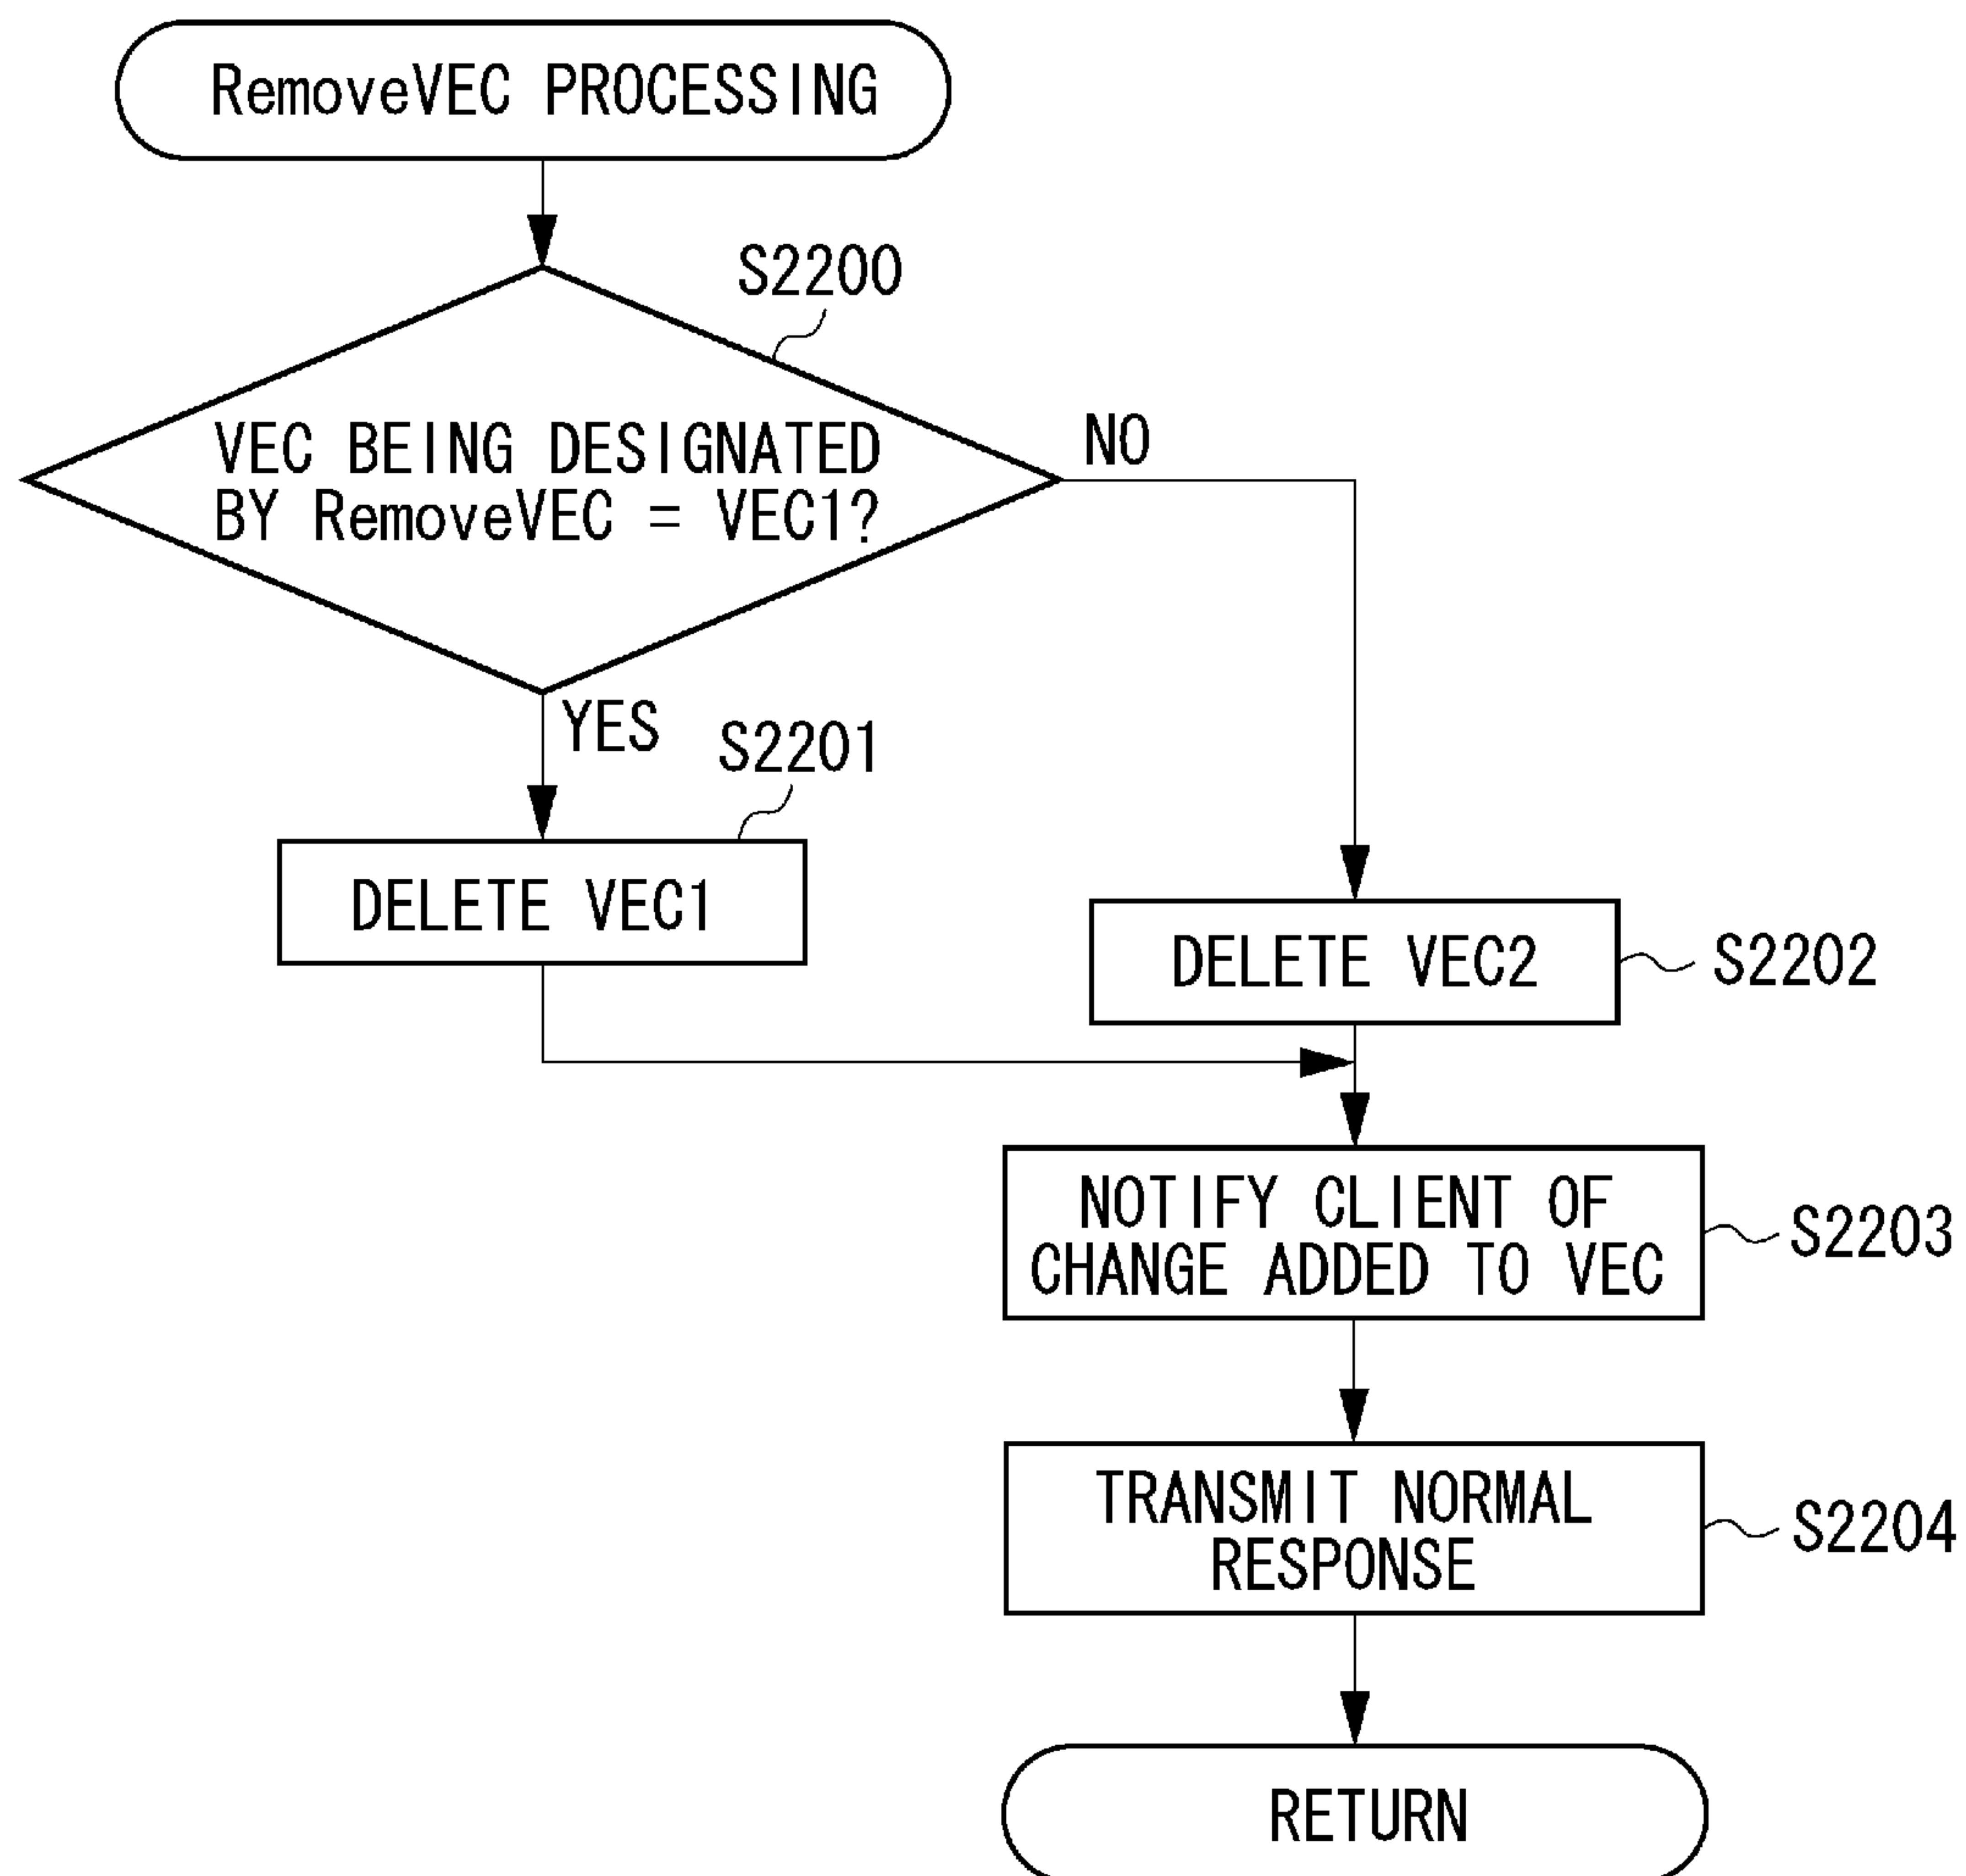 RemoveVEC PROCESSING
S2200
VEC BEING DESIGNATED
BY RemoveVEC = VEC1?
NO
YES
S2201
DELETE VEC1
DELETE VEC2
S2202
NOTIFY CLIENT OF
CHANGE ADDED TO VEC
S2203
TRANSMIT NORMAL
RESPONSE
S2204
RETURN